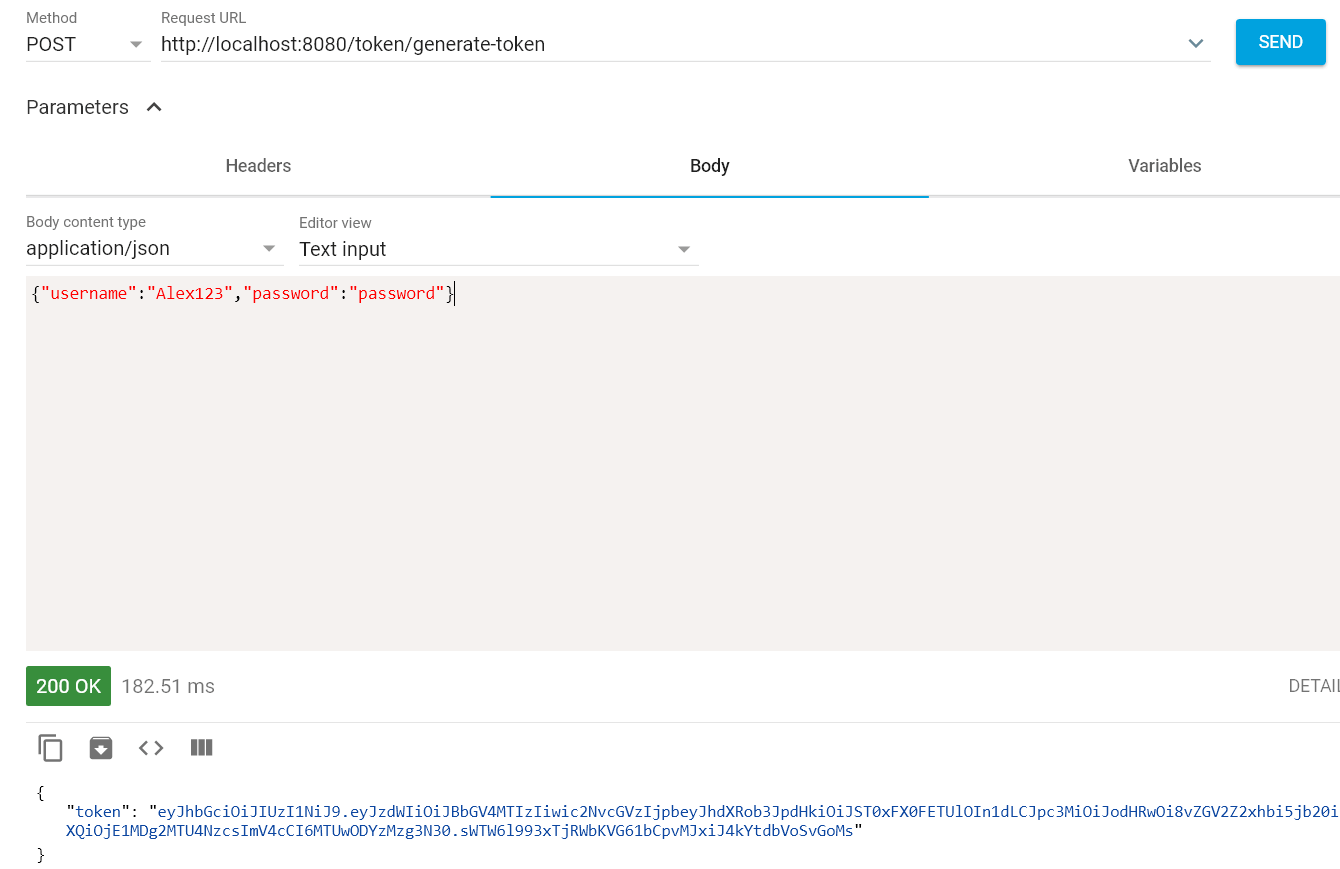 Method
Request URL
POST
http://localhost:8080/token/generate-token
SEND
Parameters
Headers
Body
Variables
Body content type
Editor view
application/json
Text input
{"username":"Alex123","password":"password"}
200 OK
182.51 ms
DETAIL
{
"token": "eyJhbGciOiJIUzI1NiJ9.eyJzdWIiOiJBbGV4MTIzIiwic2NvcGVzIjpbeyJhdXRob3JpdHkiOiJST0xFX0FETUlOIn1dLCJpc3MiOiJodHRwOi8vZGV2Z2xhbi5jb20i
XQiOjE1MDg2MTU4NzcsImV4cCI6MTUwODYzMzg3N30.sWTW6l993xTjRWbKVG61bCpvMJxiJ4kYtdbVoSvGoMs"
}